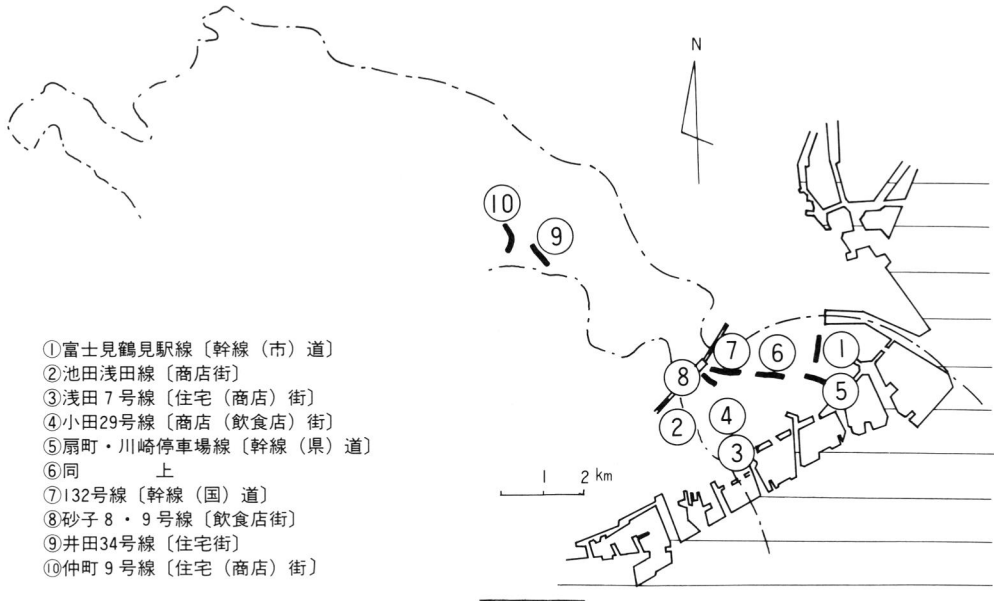 N
⑩
⑨
①富士見鶴見駅線〔幹線（市）道〕
②池田浅田線〔商店街〕
③浅田7号線〔住宅（商店）街〕
④小田29号線〔商店（飲食店）街〕
⑤扇町・川崎停車場線〔幹線（県）道〕
⑥同　　　上
⑦132号線〔幹線（国）道〕
⑧砂子8・9号線〔飲食店街〕
⑨井田34号線〔住宅街〕
⑩仲町9号線〔住宅（商店）街〕
⑦ ⑥ ①
⑧ ⑤
② ④
③
1 2 km